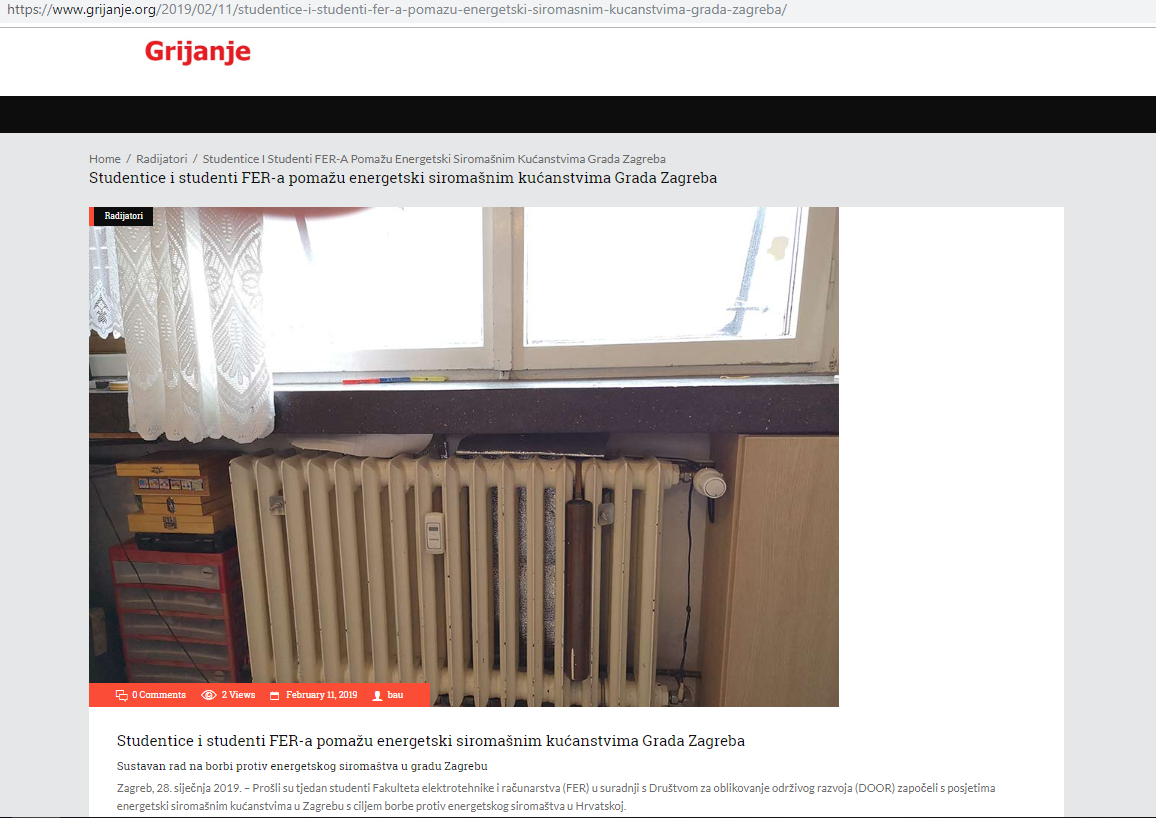 https://www.grijanje.org/2019/02/11/studentice-i-studenti-fer-a-pomazu-energetski-siromasnim-kucanstvima-grada-zagreba/
Grijanje
Home / Radijatori / Studentice I Studenti FER-A Pomažu Energetski Siromašnim Kućanstvima Grada Zagreba
Studentice i studenti FER-a pomažu energetski siromašnim kućanstvima Grada Zagreba
Radijatori
0 Comments 2 Views February 11, 2019 bau
Studentice i studenti FER-a pomažu energetski siromašnim kućanstvima Grada Zagreba
Sustavan rad na borbi protiv energetskog siromaštva u gradu Zagrebu
Zagreb, 28. siječnja 2019. – Prošli su tjedan studenti Fakulteta elektrotehnike i računarstva (FER) u suradnji s Društvom za oblikovanje održivog razvoja (DOOR) započeli s posjetima
energetski siromašnim kućanstvima u Zagrebu s ciljem borbe protiv energetskog siromaštva u Hrvatskoj.